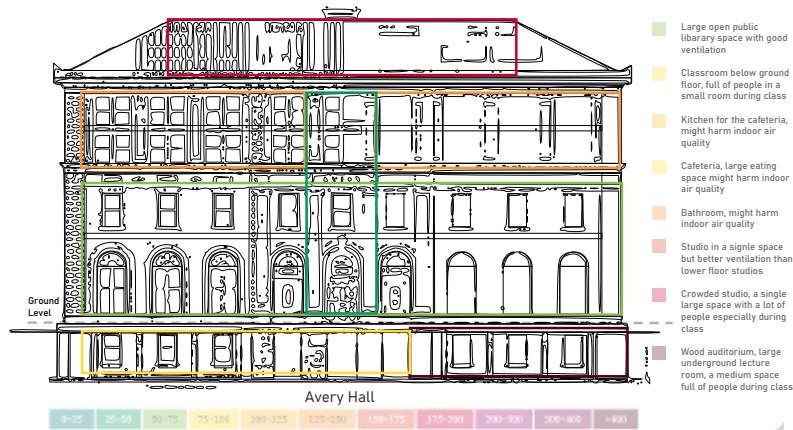 Large open public
libarary space with good
ventilation
Classroom below ground
floor, full of people in a
small room during class
Kitchen for the cafeteria,
might harm indoor air
quality
Cafeteria, large eating
space might harm indoor
air quality
Bathroom, might harm
indoor air quality
Studio in a signle space
but better ventilation than
lower floor studios
Crowded studio, a single
large space with a lot of
people especially during
class
Wood auditorium, large
underground lecture
room, a medium space
full of people during class
Ground
Level
Avery Hall
0-25 25-50 50-75 75-100 100-125 125-150 150-175 175-200 200-300 300-400 >400